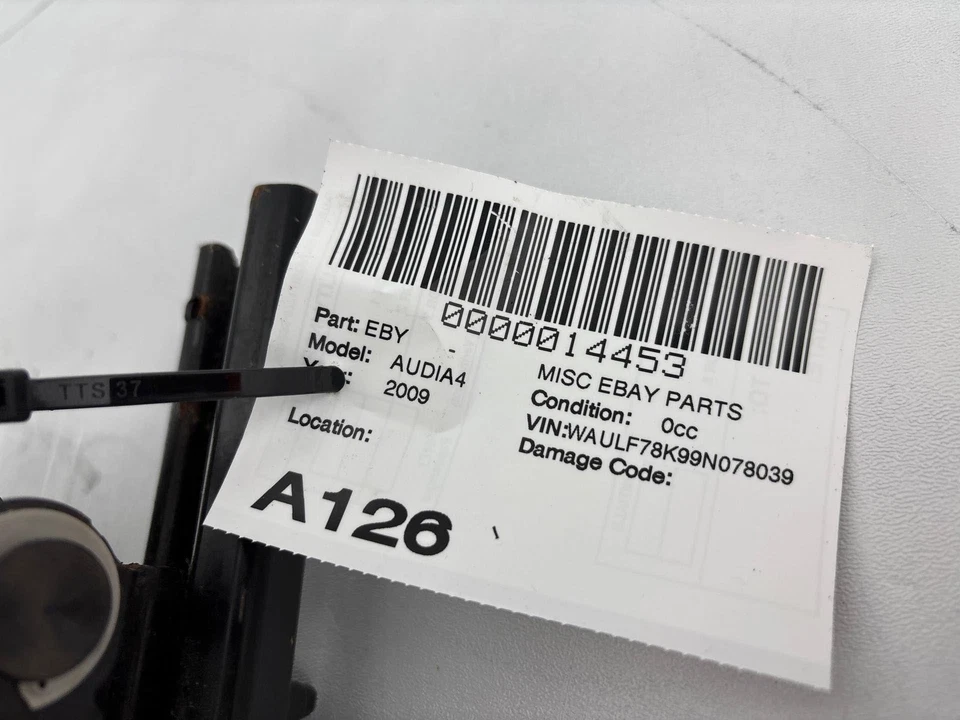 0000014453
Part: EBY -
MISC EBAY PARTS
Model: AUDIA4
Condition: 0cc
2009
VIN:WAULF78K99N078039
Location:
Damage Code:
A126
TTS 37